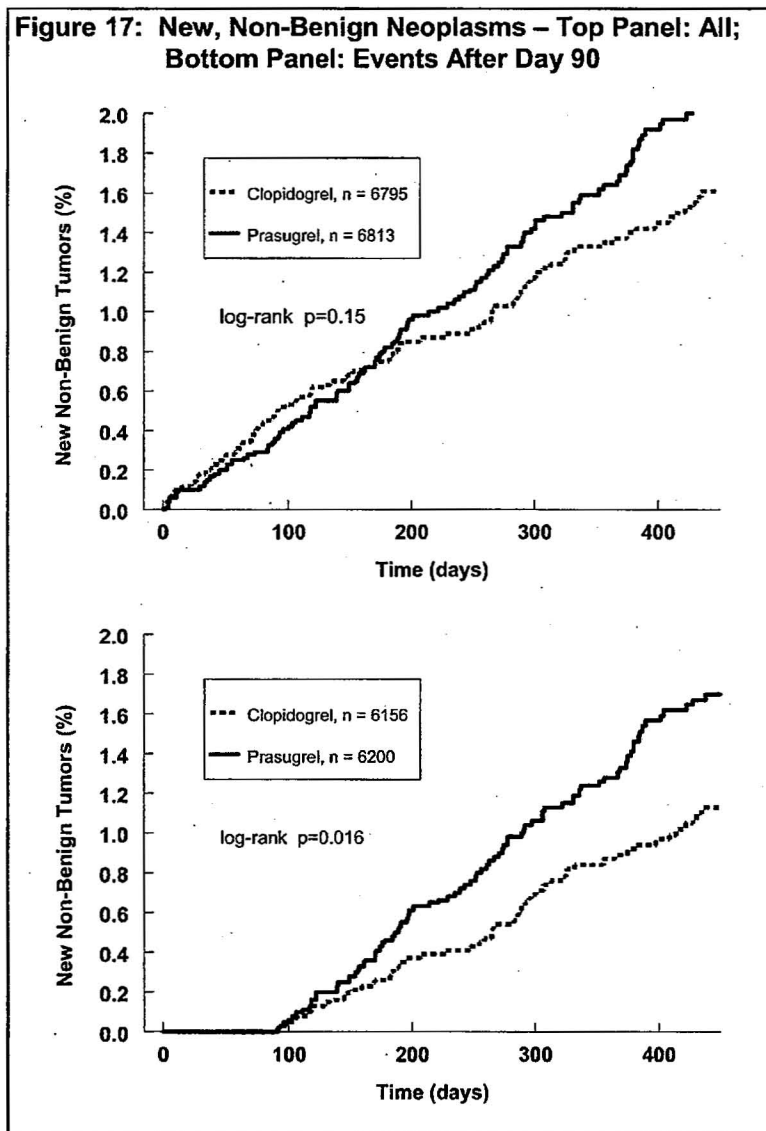 Figure 17: New, Non-Benign Neoplasms – Top Panel: All;
Bottom Panel: Events After Day 90
New Non-Benign Tumors (%)
2.0
1.8
1.6
1.4
1.2
1.0
0.8
0.6
0.4
0.2
0.0
Clopidogrel, n = 6795
Prasugrel, n = 6813
log-rank p=0.15
0 100 200 300 400
Time (days)
New Non-Benign Tumors (%)
2.0
1.8
1.6
1.4
1.2
1.0
0.8
0.6
0.4
0.2
0.0
Clopidogrel, n = 6156
Prasugrel, n = 6200
log-rank p=0.016
0 100 200 300 400
Time (days)